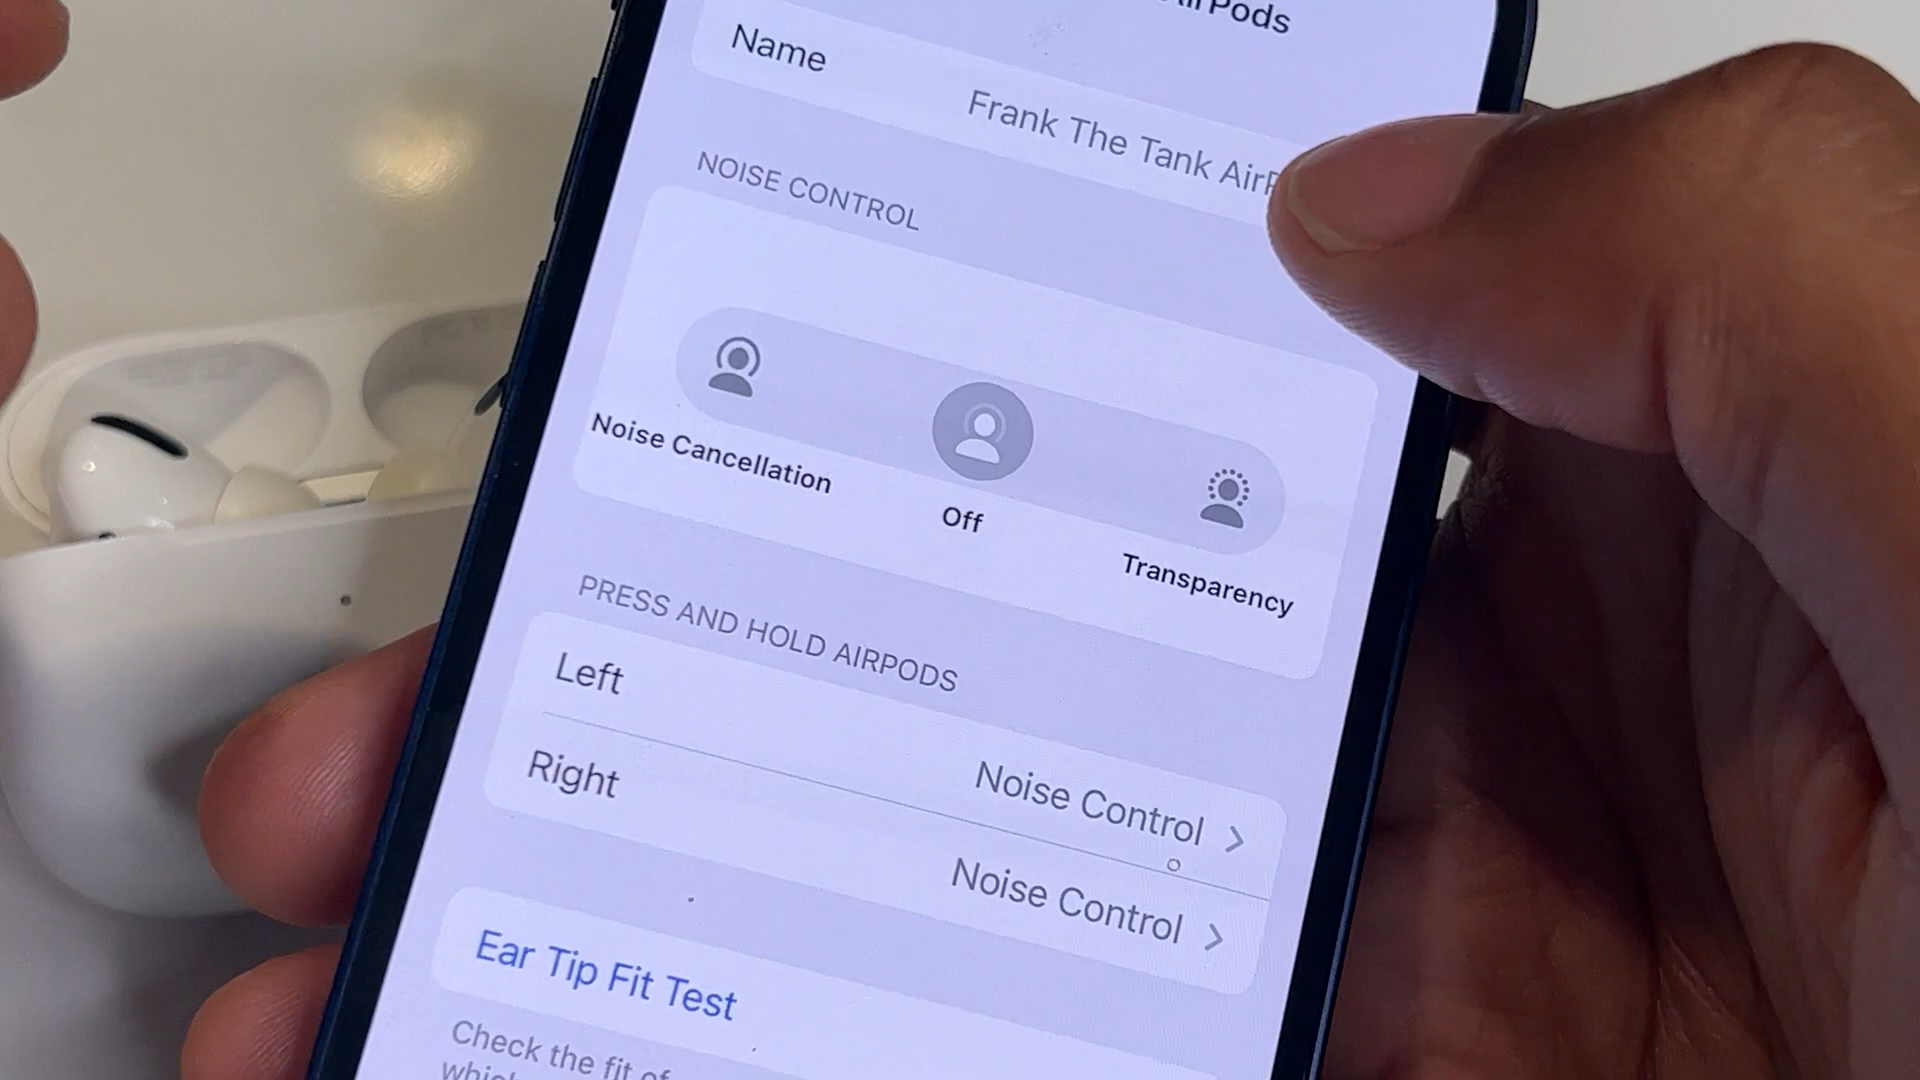 AirPods
Name
Frank The Tank AirP
NOISE CONTROL
Noise Cancellation
Off
Transparency
PRESS AND HOLD AIRPODS
Left
Noise Control
Right
Noise Control
Ear Tip Fit Test
Check the fit of